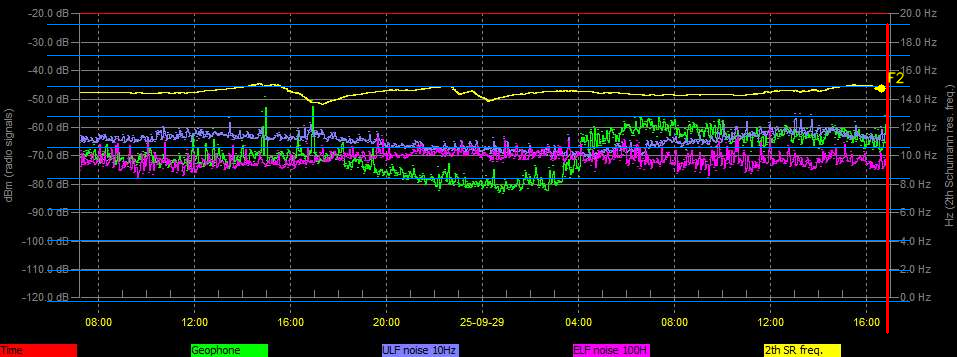 -20.0 dB 20.0 Hz
-30.0 dB 18.0 Hz
-40.0 dB 16.0 Hz
F2
-50.0 dB 14.0 Hz
-60.0 dB 12.0 Hz
-70.0 dB 10.0 Hz
-80.0 dB 8.0 Hz
-90.0 dB 6.0 Hz
-100.0 dB 4.0 Hz
-110.0 dB 2.0 Hz
-120.0 dB 0.0 Hz
dBm (radio signals)
Hz (2th Schumann res. freq.)
08:00 12:00 16:00 20:00 25-09-29 04:00 08:00 12:00 16:00
Time Geophone ULF noise 10Hz ELF noise 100H 2th SR freq.